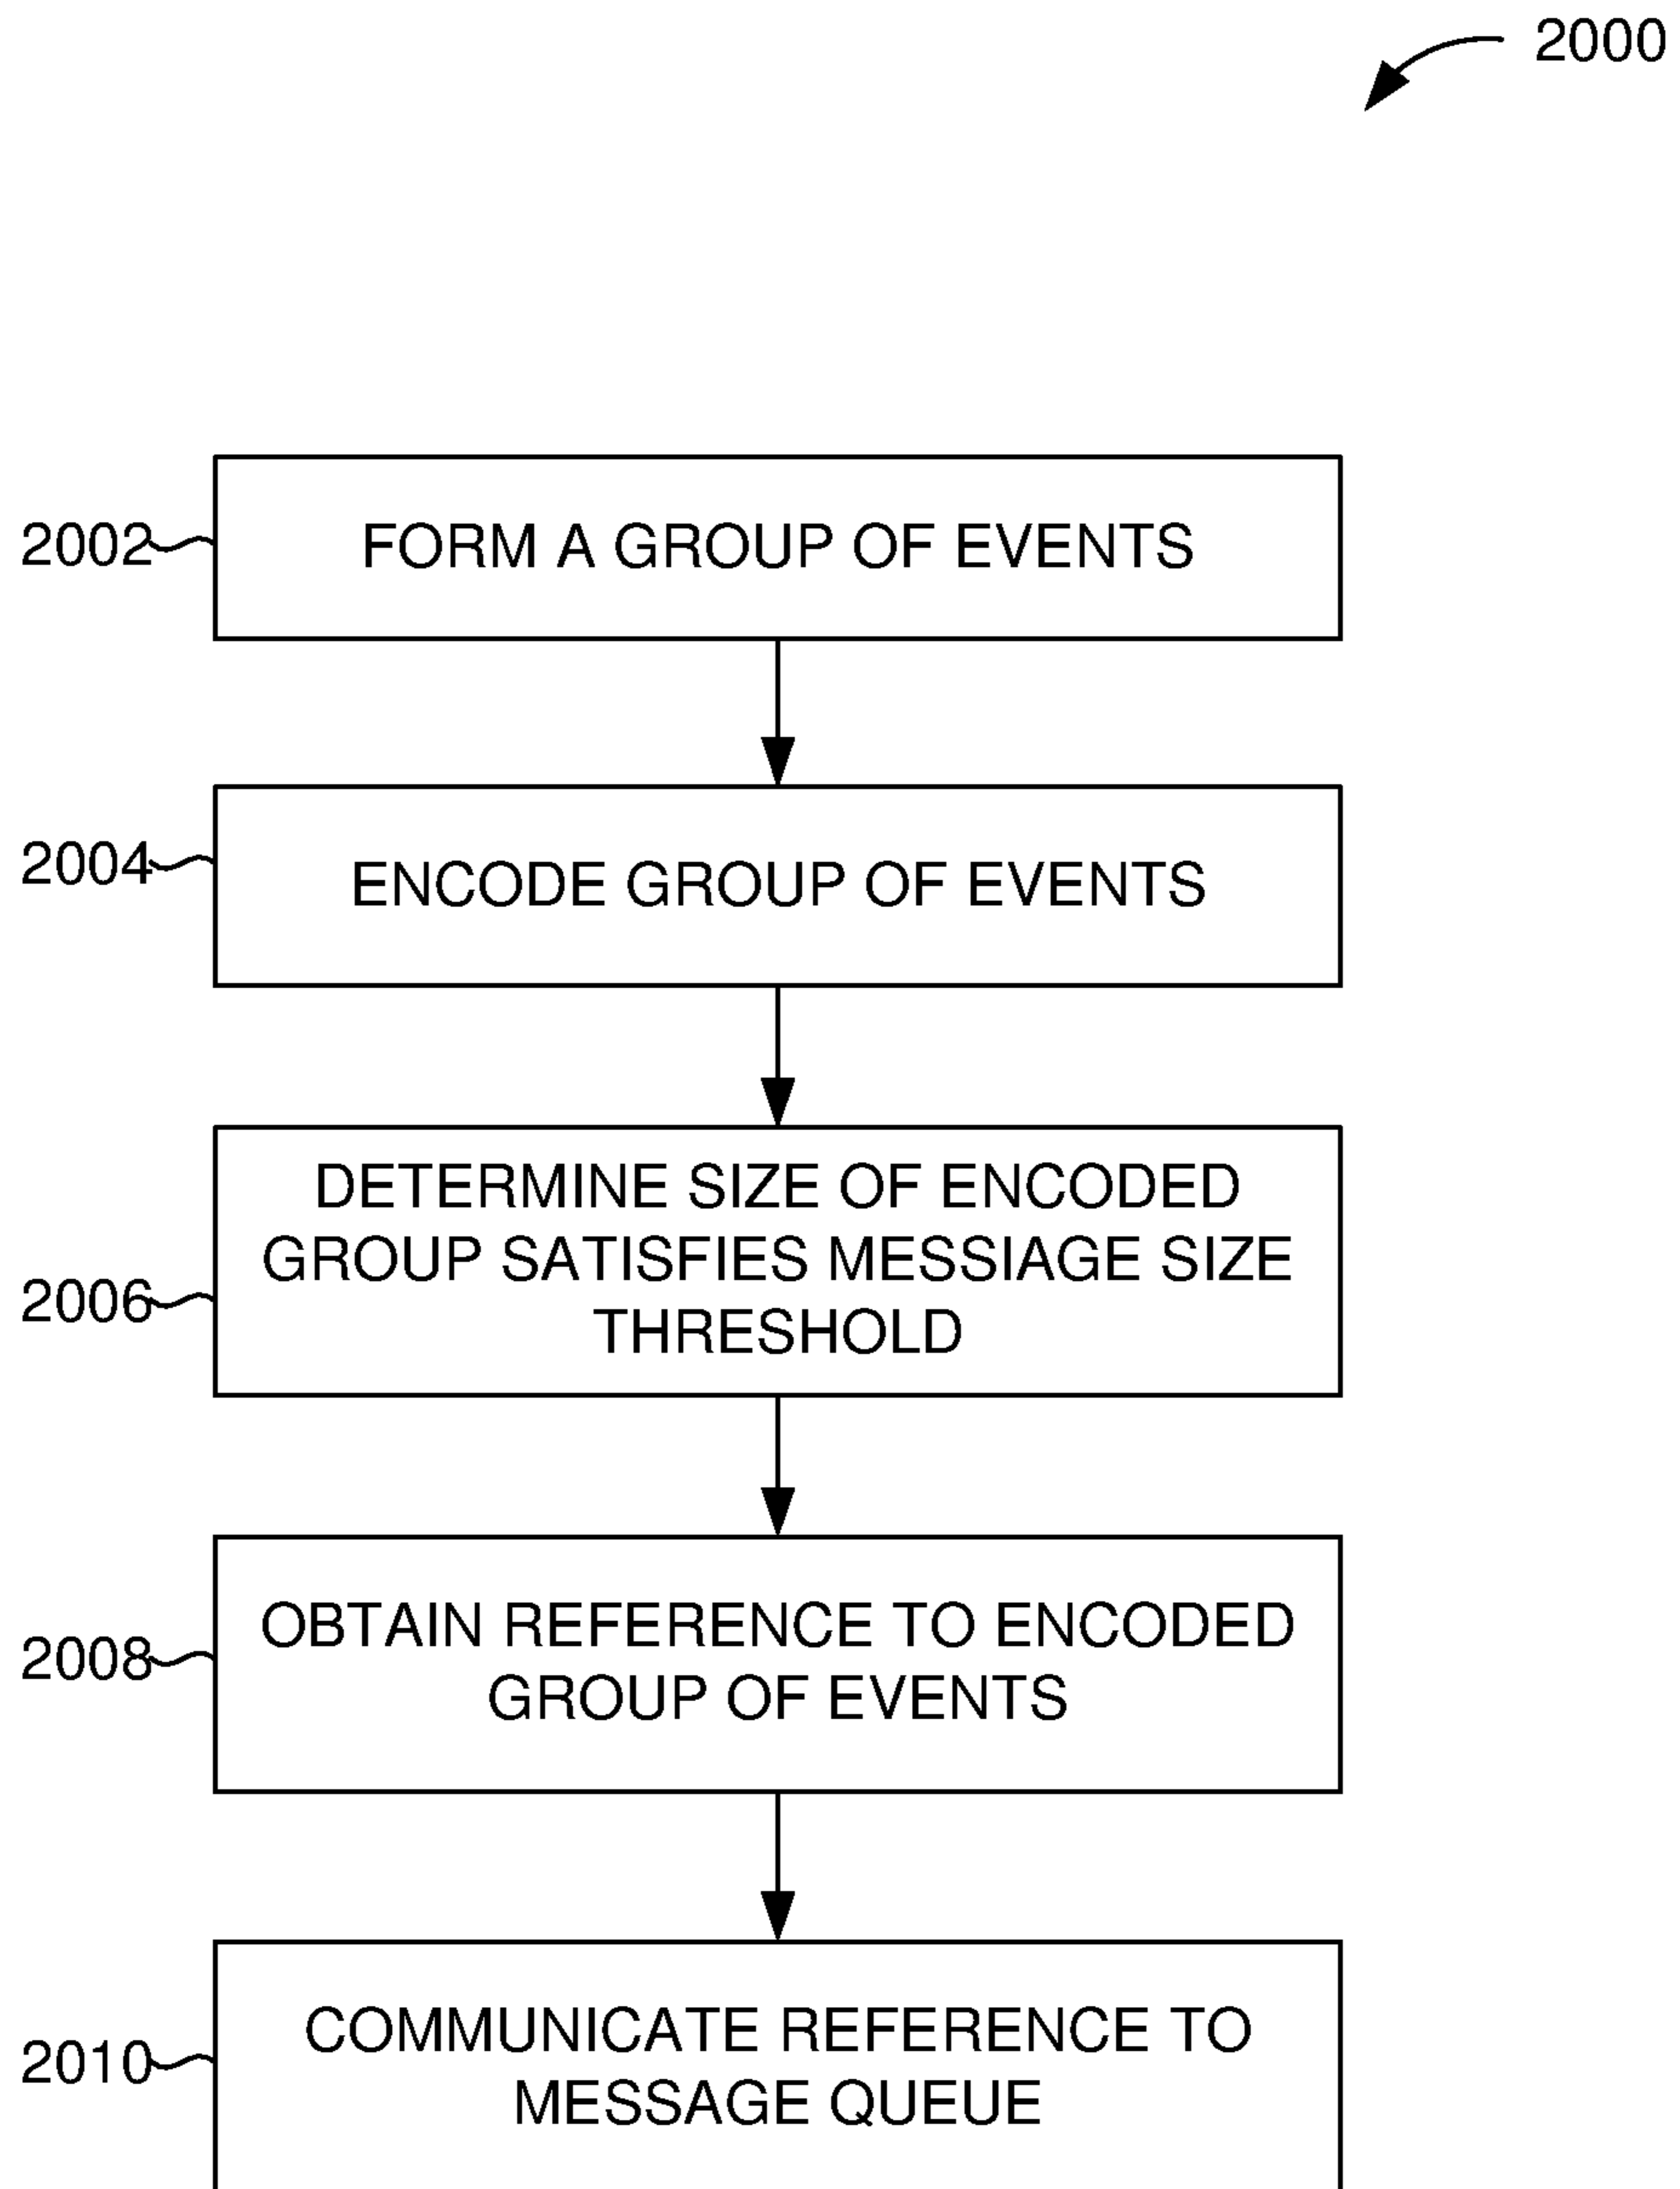 2000
2002
FORM A GROUP OF EVENTS
2004
ENCODE GROUP OF EVENTS
DETERMINE SIZE OF ENCODED
GROUP SATISFIES MESSIAGE SIZE
THRESHOLD
2006
OBTAIN REFERENCE TO ENCODED
GROUP OF EVENTS
2008
COMMUNICATE REFERENCE TO
MESSAGE QUEUE
2010